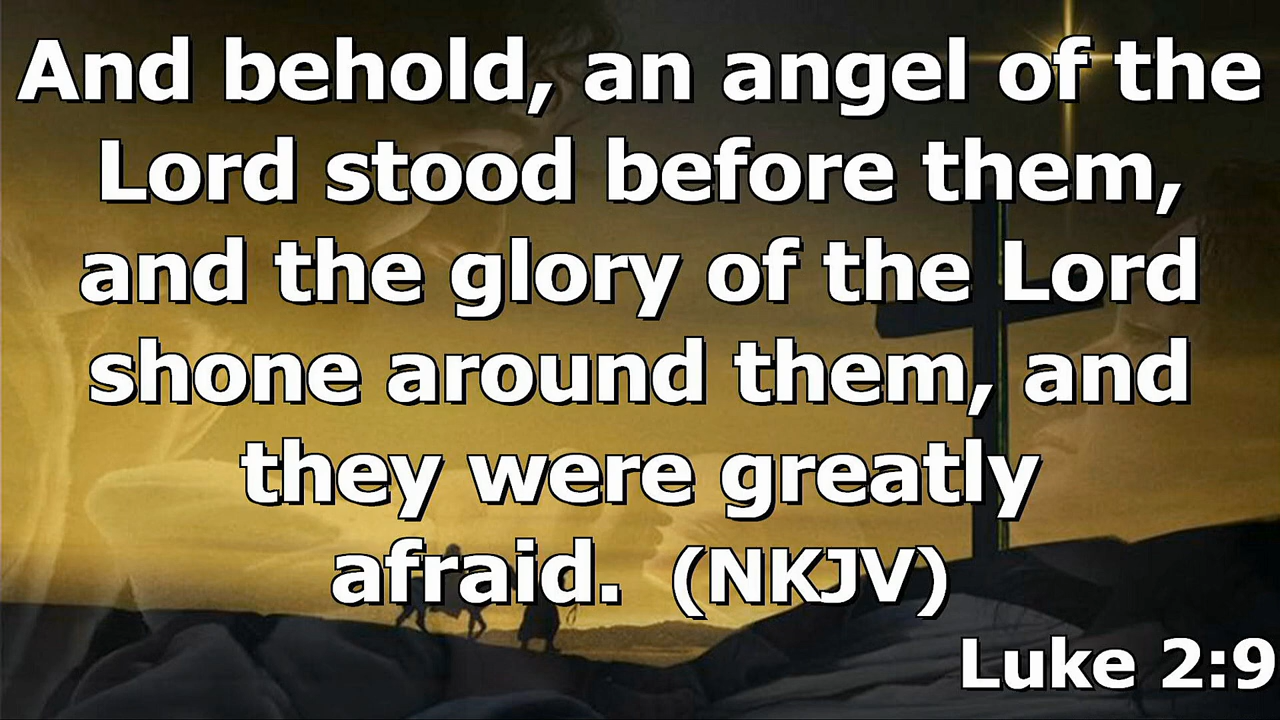 And behold, an angel of the
Lord stood before them,
and the glory of the Lord
shone around them, and
they were greatly
afraid.  (NKJV)
Luke 2:9